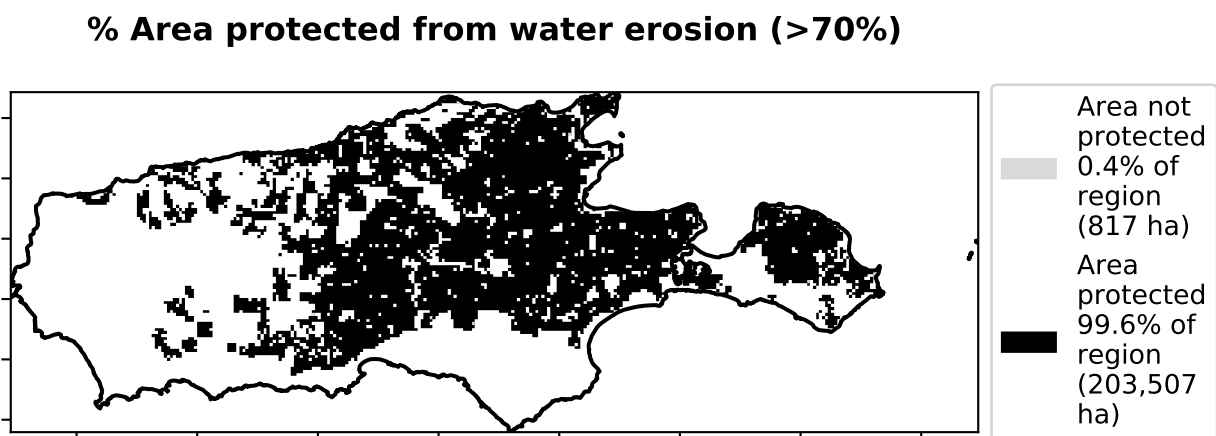 % Area protected from water erosion (>70%)
Area not
protected
0.4% of
region
(817 ha)
Area
protected
99.6% of
region
(203,507
ha)